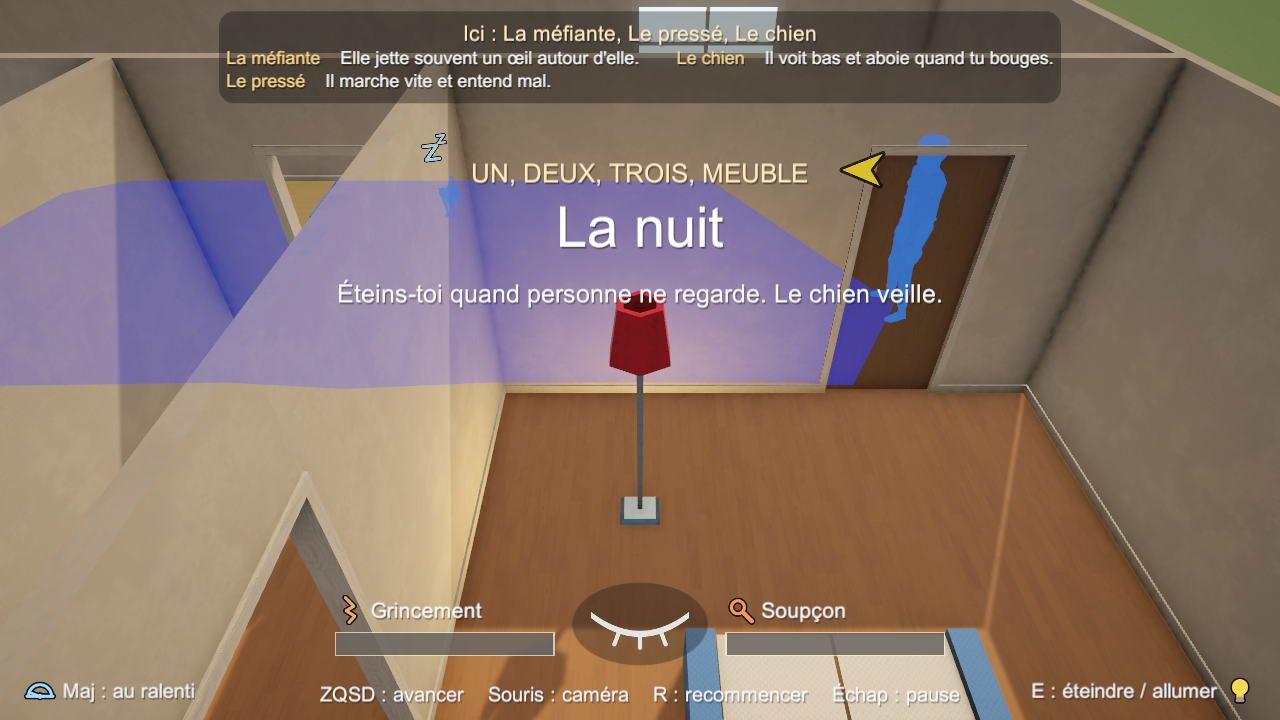 Ici : La méfiante, Le pressé, Le chien
La méfiante Elle jette souvent un œil autour d'elle. Le chien Il voit bas et aboie quand tu bouges.
Le pressé Il marche vite et entend mal.
UN, DEUX, TROIS, MEUBLE
La nuit
Éteins-toi quand personne ne regarde. Le chien veille.
Grincement
Soupçon
Maj : au ralenti
ZQSD : avancer Souris : caméra R : recommencer Échap : pause
E : éteindre / allumer